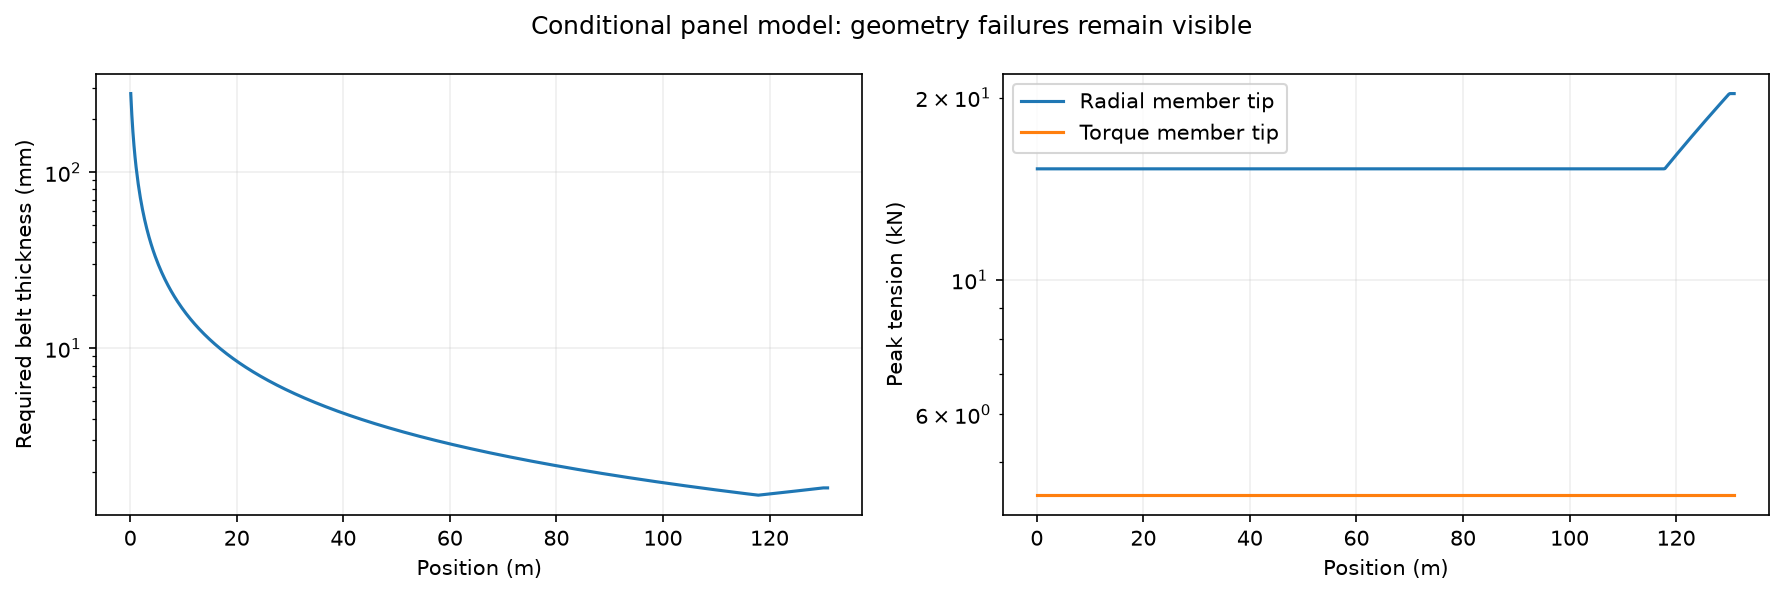 Conditional panel model: geometry failures remain visible
Required belt thickness (mm)
10²
10¹
0 20 40 60 80 100 120
Position (m)
Peak tension (kN)
2 × 10¹
10¹
6 × 10⁰
Radial member tip
Torque member tip
0 20 40 60 80 100 120
Position (m)